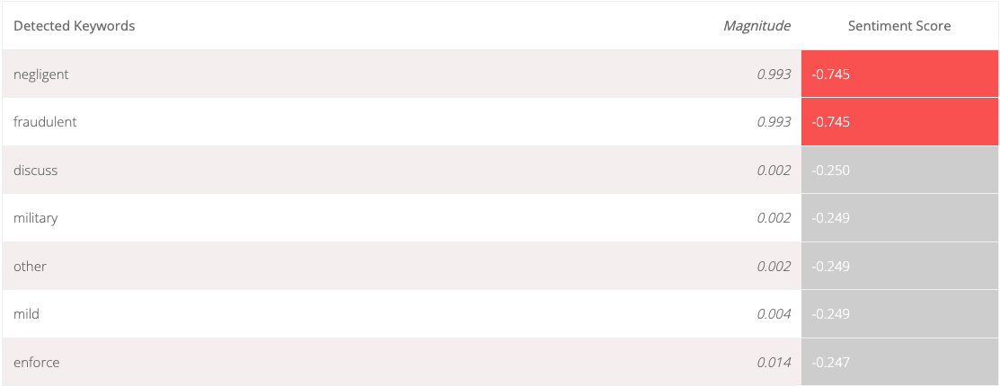 Detected Keywords Magnitude Sentiment Score
negligent 0.993 -0.745
fraudulent 0.993 -0.745
discuss 0.002 -0.250
military 0.002 -0.249
other 0.002 -0.249
mild 0.004 -0.249
enforce 0.014 -0.247